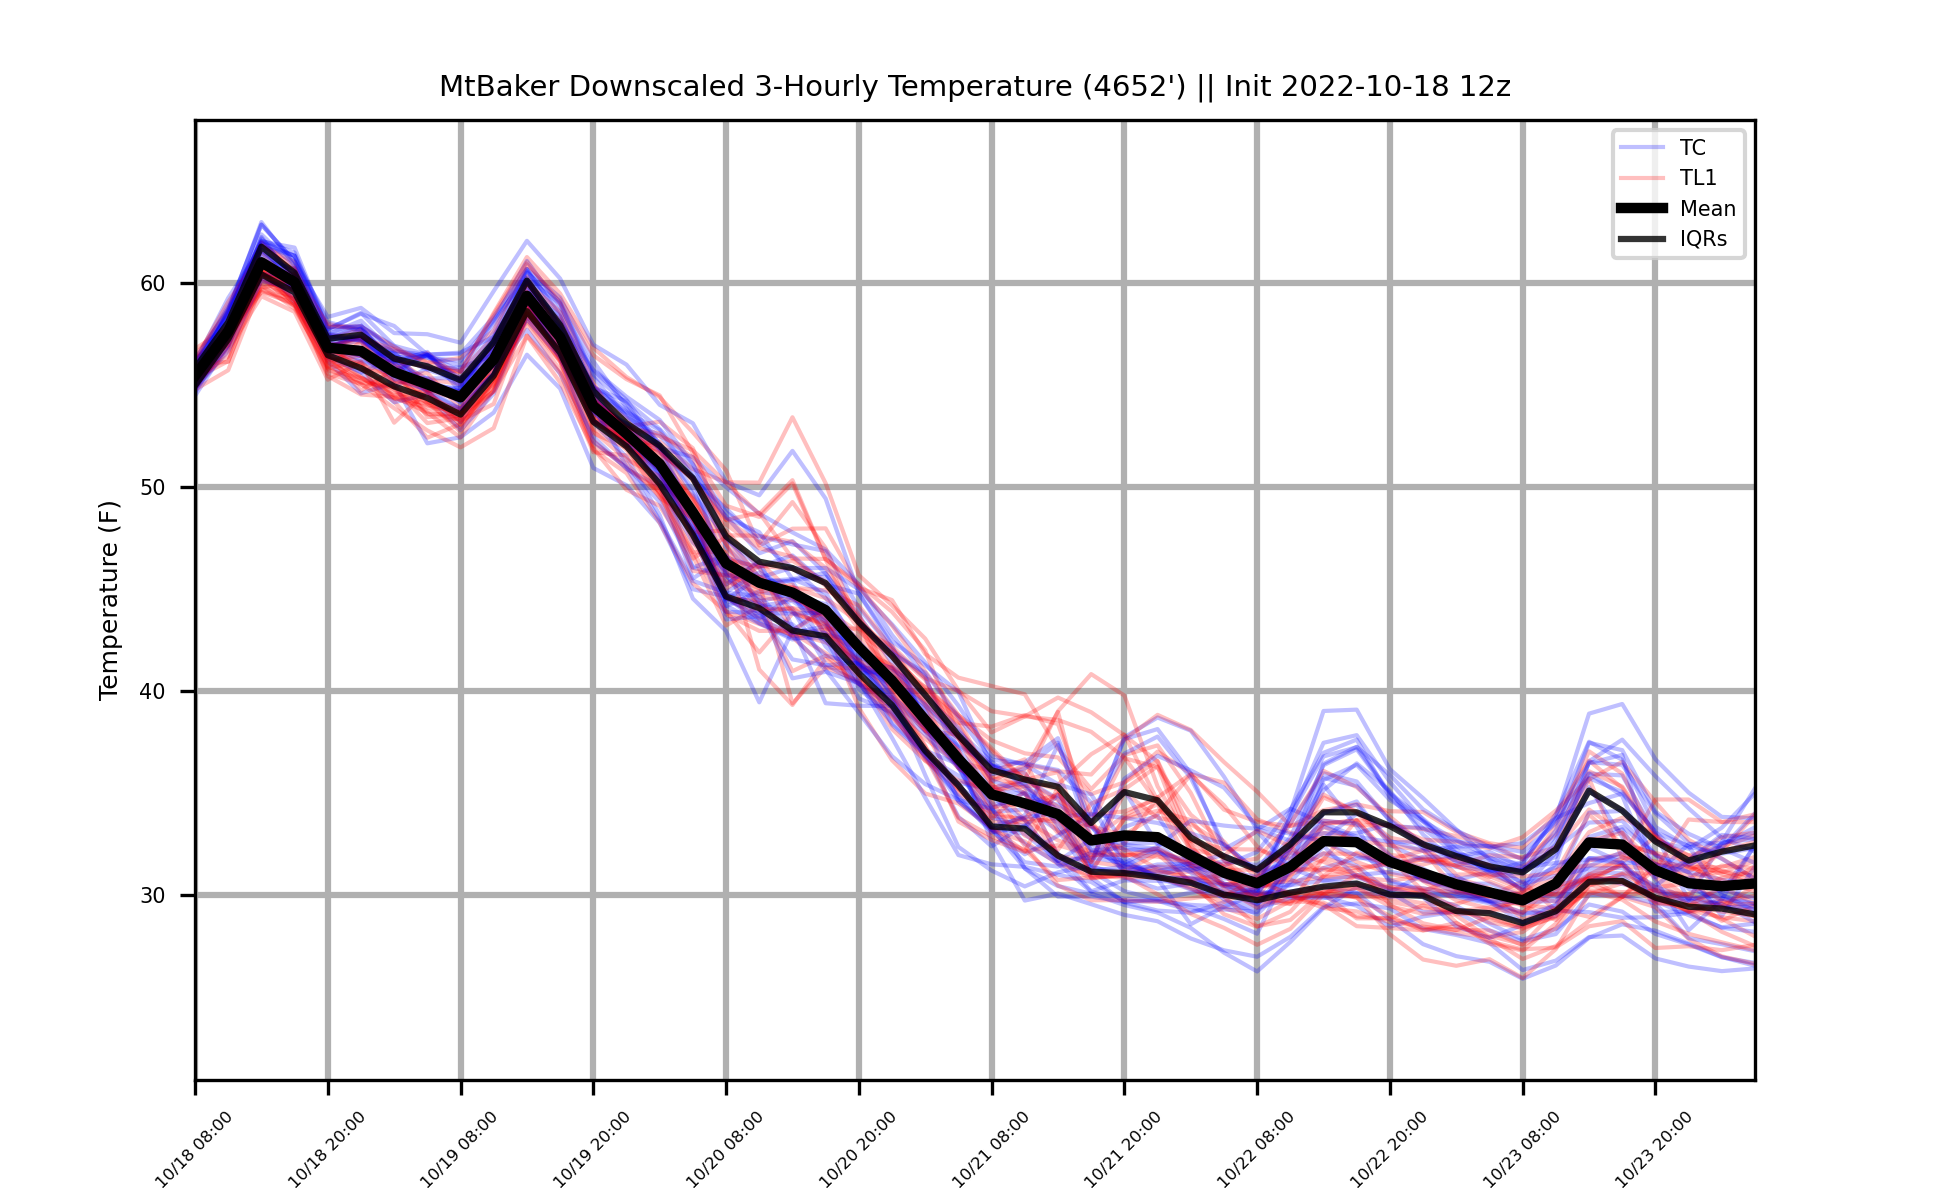 MtBaker Downscaled 3-Hourly Temperature (4652') || Init 2022-10-18 12z
TC
TL1
Mean
IQRs
Temperature (F)
60
50
40
30
10/18 08:00
10/18 20:00
10/19 08:00
10/19 20:00
10/20 08:00
10/20 20:00
10/21 08:00
10/21 20:00
10/22 08:00
10/22 20:00
10/23 08:00
10/23 20:00